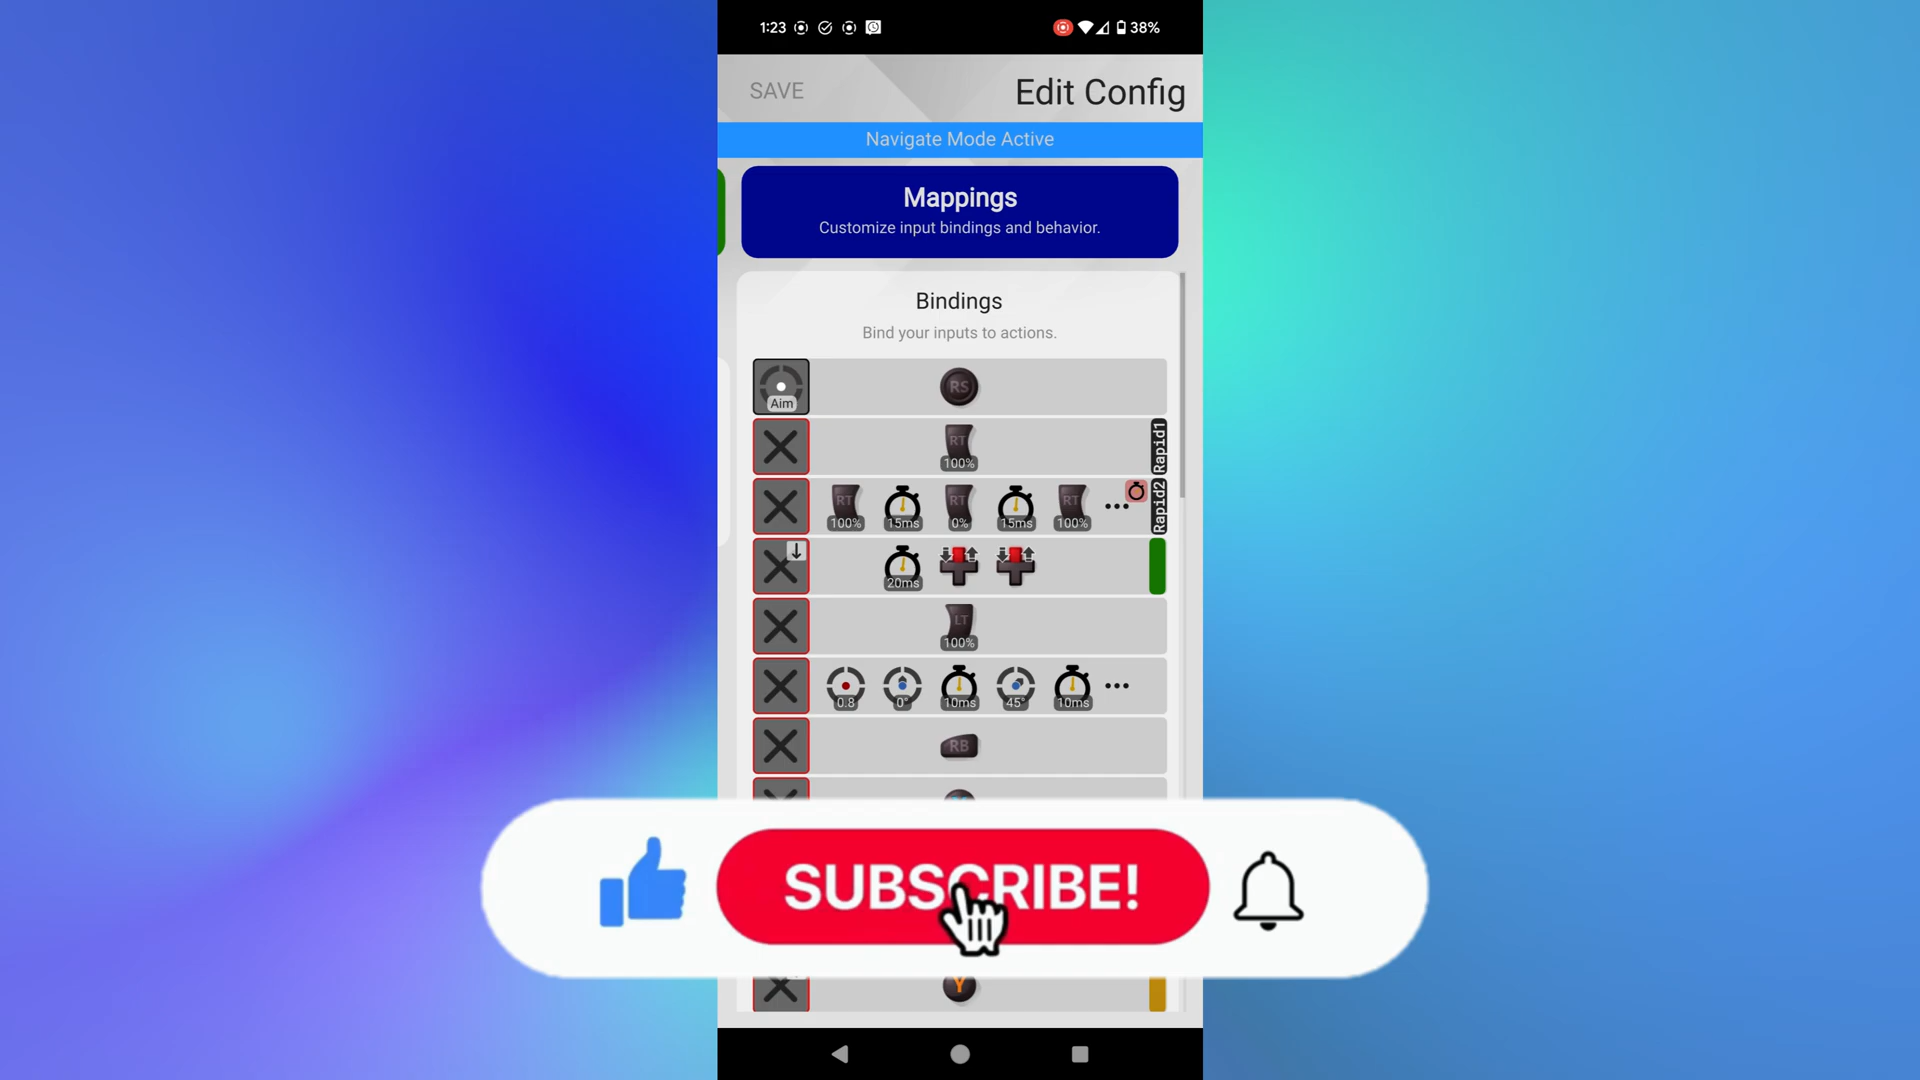 1:23
38%
SAVE
Edit Config
Navigate Mode Active
Mappings
Customize input bindings and behavior.
Bindings
Bind your inputs to actions.
Aim
RS
RT
100%
Rapid1
RT RT RT
100% 15ms 0% 15ms 100%
Rapid2
20ms
LT
100%
0.8 0° 10ms 45° 10ms
RB
SUBSCRIBE!
Y